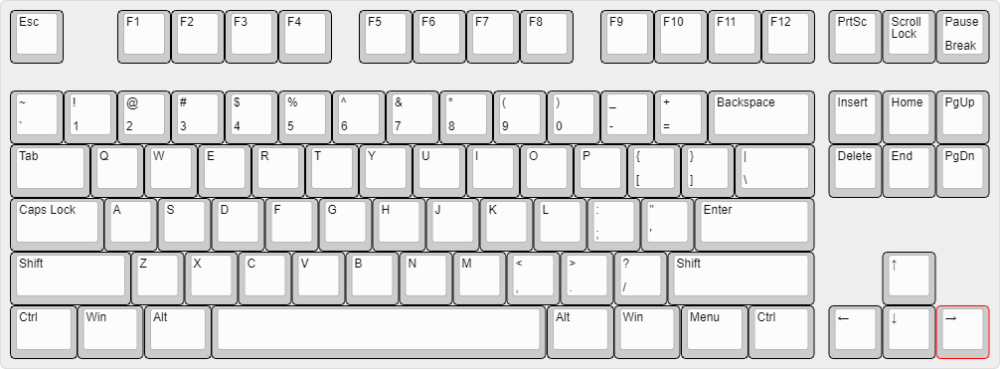 Esc F1 F2 F3 F4 F5 F6 F7 F8 F9 F10 F11 F12 PrtSc Scroll Pause
Lock Break
~ ! @ # $ % ^ & * ( ) _ + Backspace Insert Home PgUp
` 1 2 3 4 5 6 7 8 9 0 - =
Tab Q W E R T Y U I O P { } | Delete End PgDn
[ ] \
Caps Lock A S D F G H J K L : " Enter
; '
Shift Z X C V B N M < > ? Shift ↑
, . /
Ctrl Win Alt Alt Win Menu Ctrl ← ↓ →